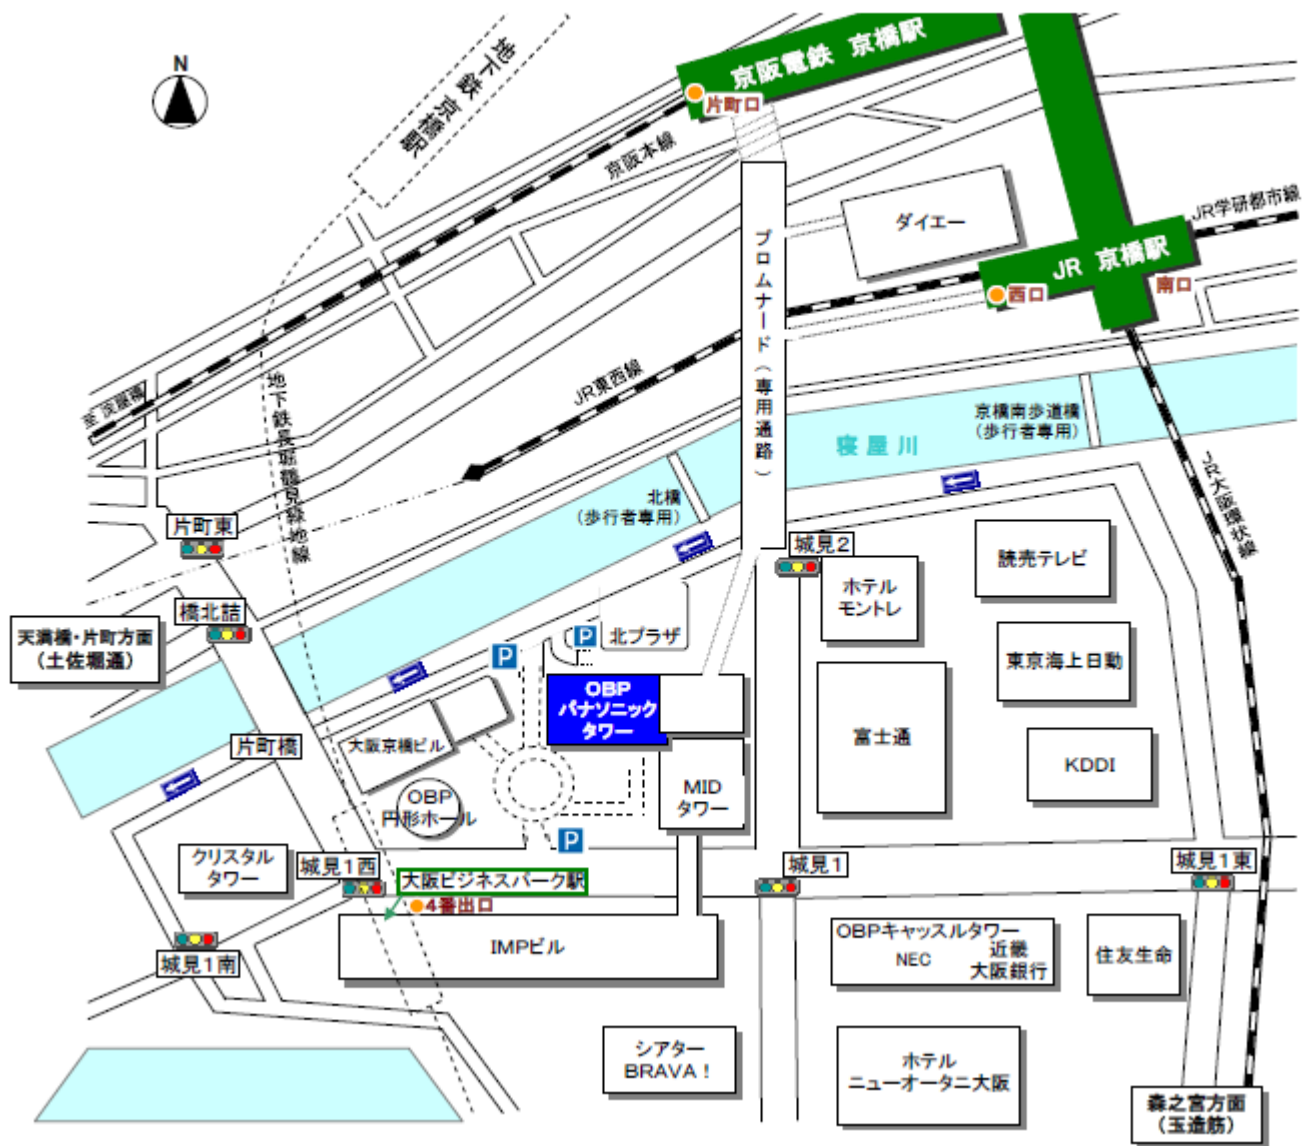 N
地下鉄 京橋駅
京阪電鉄 京橋駅
片町口
京阪本線
ダイエー
JR学研都市線
JR 京橋駅
西口
南口
プロムナード(専用通路)
至 淀屋橋
地下鉄長堀鶴見緑地線
JR東西線
京橋南歩道橋
(歩行者専用)
寝屋川
JR大阪環状線
北橋
(歩行者専用)
片町東
城見2
読売テレビ
ホテル
モントレ
橋北詰
天満橋・片町方面
(土佐堀通)
P
P
北プラザ
東京海上日動
OBP
パナソニック
タワー
片町橋
大阪京橋ビル
富士通
KDDI
MID
タワー
OBP
円形ホール
P
クリスタル
タワー
城見1西
城見1
城見1東
大阪ビジネスパーク駅
4番出口
IMPビル
城見1南
OBPキャッスルタワー
NEC
近畿
大阪銀行
住友生命
シアター
BRAVA!
ホテル
ニューオータニ大阪
森之宮方面
(玉造筋)